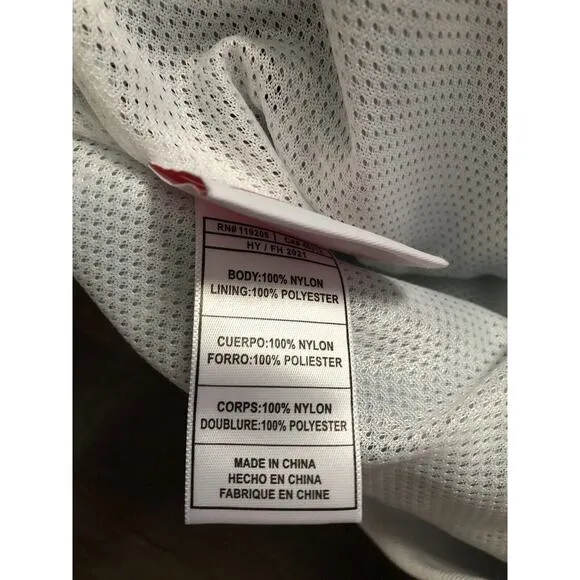 RN# 119205
HY / FH 2021
BODY:100% NYLON
LINING:100% POLYESTER
CUERPO:100% NYLON
FORRO:100% POLIESTER
CORPS:100% NYLON
DOUBLURE:100% POLYESTER
MADE IN CHINA
HECHO EN CHINA
FABRIQUE EN CHINE